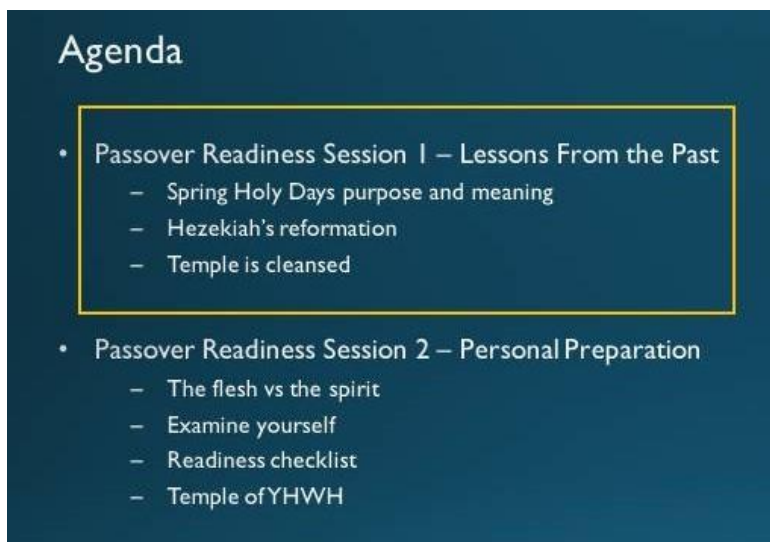 Agenda
• Passover Readiness Session 1 – Lessons From the Past
– Spring Holy Days purpose and meaning
– Hezekiah's reformation
– Temple is cleansed
• Passover Readiness Session 2 – Personal Preparation
– The flesh vs the spirit
– Examine yourself
– Readiness checklist
– Temple of YHWH